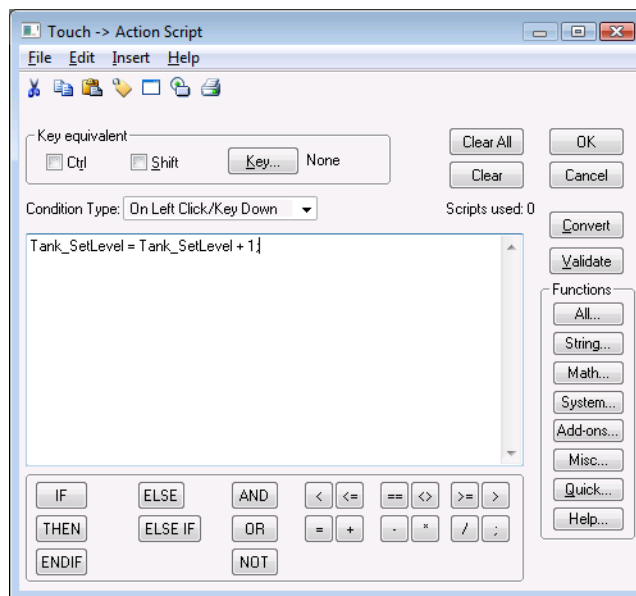 Touch -> Action Script
File Edit Insert Help
Key equivalent
Ctrl Shift Key... None
Clear All OK
Clear Cancel
Condition Type: On Left Click/Key Down Scripts used: 0
Convert
Tank_SetLevel = Tank_SetLevel + 1;
Validate
Functions
All...
String...
Math...
System...
Add-ons...
Misc...
Quick...
Help...
IF ELSE AND < <= == <> >= >
THEN ELSE IF OR = + - * / ;
ENDIF NOT